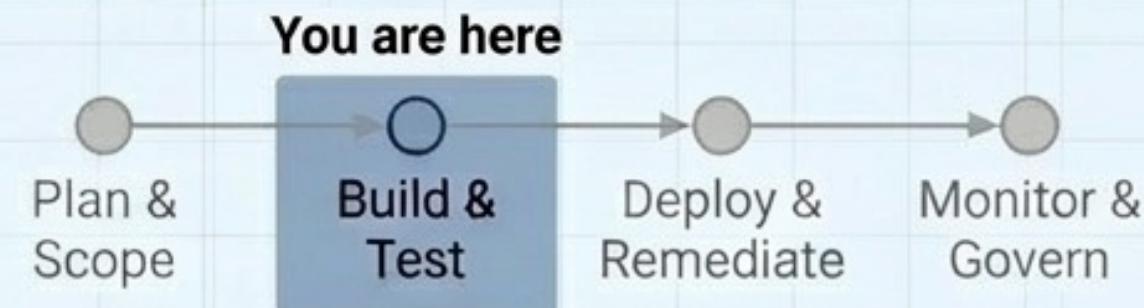 You are here
Plan &
Scope
Build &
Test
Deploy &
Remediate
Monitor &
Govern